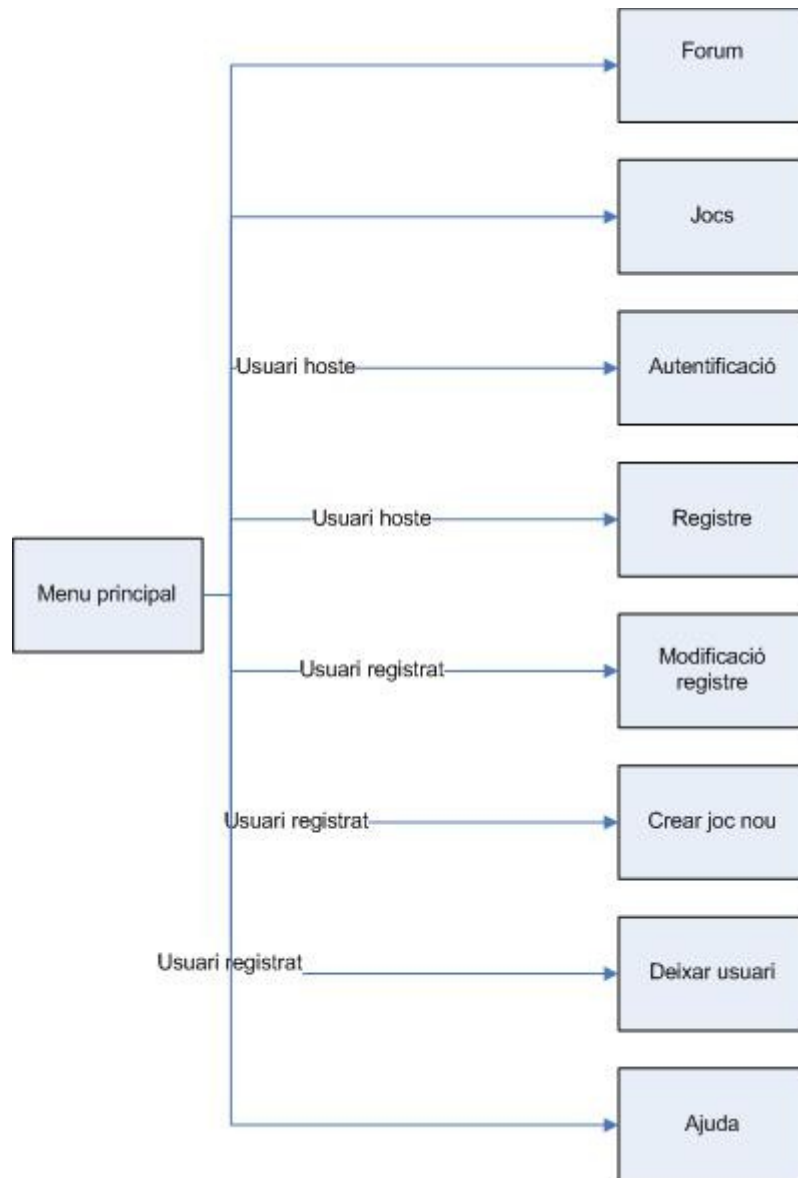 Forum
Jocs
Usuari hoste
Autentificació
Usuari hoste
Registre
Menu principal
Usuari registrat
Modificació
registre
Usuari registrat
Crear joc nou
Usuari registrat
Deixar usuari
Ajuda